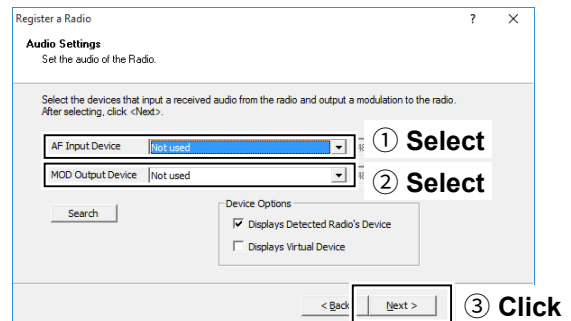 Register a Radio ? ×
Audio Settings
Set the audio of the Radio.
Select the devices that input a received audio from the radio and output a modulation to the radio.
After selecting, click <Next>.
AF Input Device Not used ① Select
MOD Output Device Not used ② Select
Search
Device Options
Displays Detected Radio's Device
Displays Virtual Device
< Back Next > ③ Click